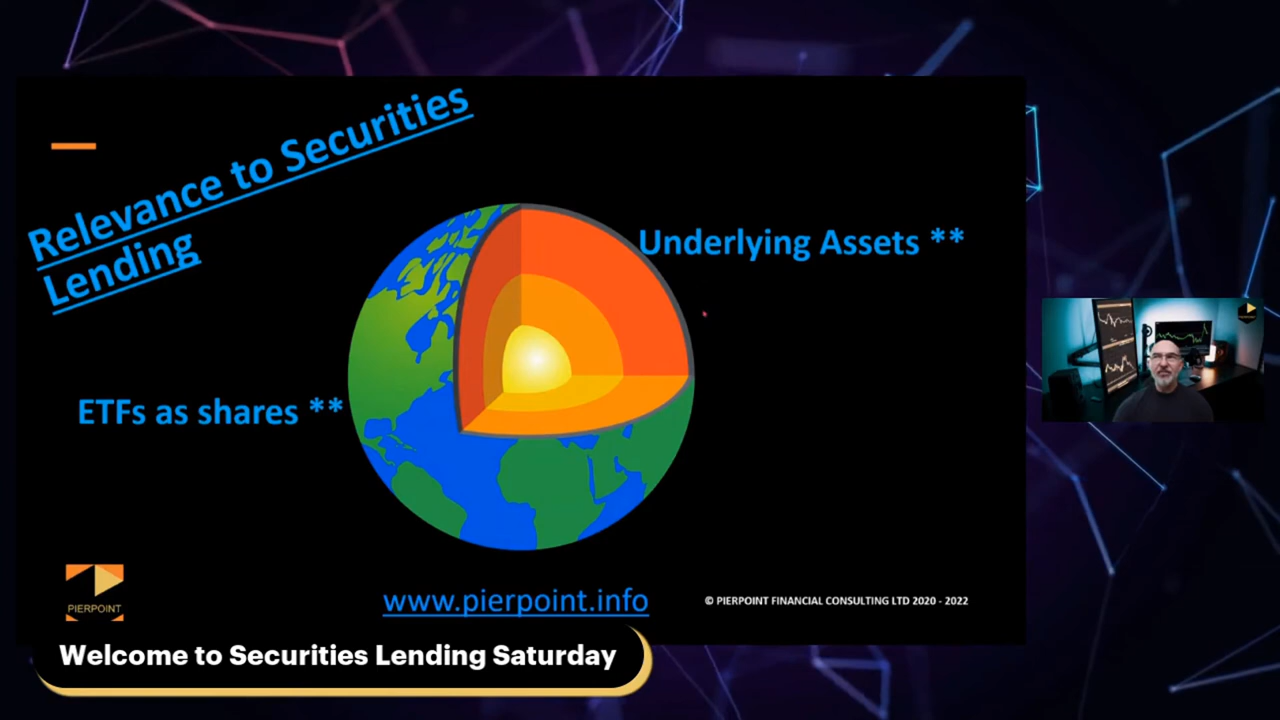 Relevance to Securities
Lending
Underlying Assets **
ETFs as shares **
PIERPOINT
www.pierpoint.info
© PIERPOINT FINANCIAL CONSULTING LTD 2020 - 2022
Welcome to Securities Lending Saturday